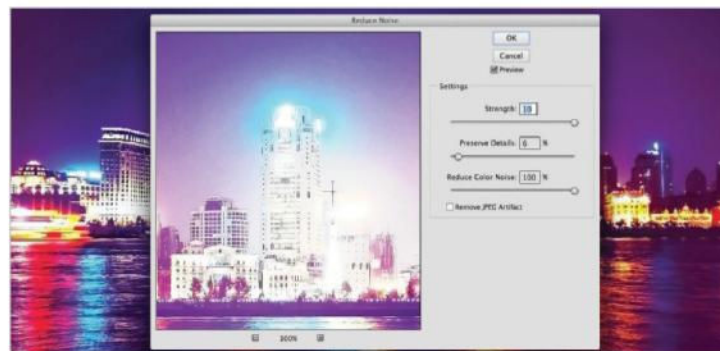 Reduce Noise
OK
Cancel
Preview
Settings
Strength: 10
Preserve Details: 6 %
Reduce Color Noise: 100 %
Remove JPEG Artifact
100%